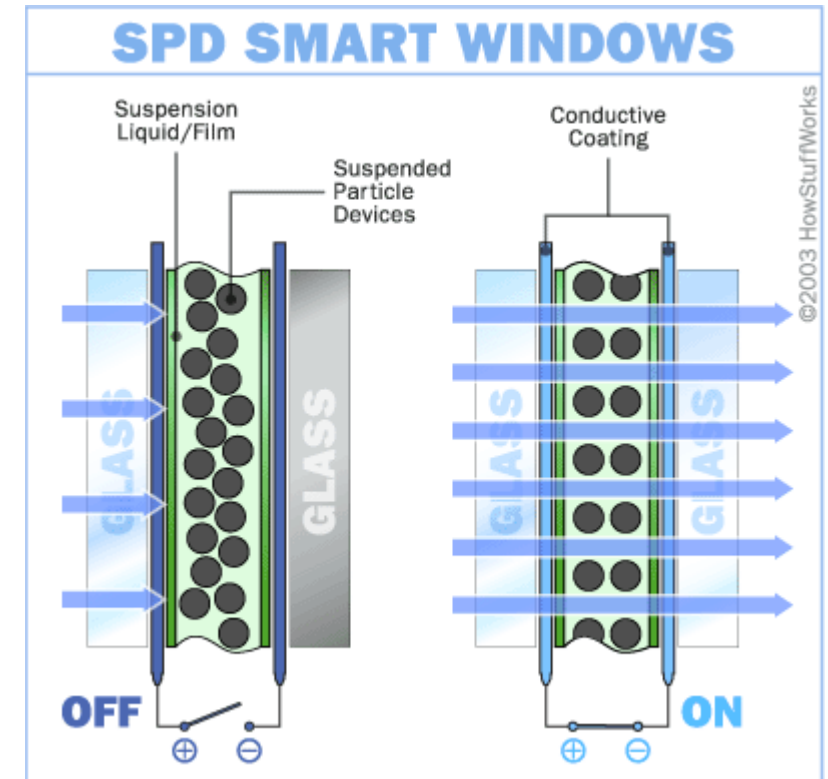 SPD SMART WINDOWS
Suspension
Liquid/Film
Suspended
Particle
Devices
Conductive
Coating
©2003 HowStuffWorks
GLASS
GLASS
GLASS
GLASS
OFF
⊕ ⊖
⊕ ⊖
ON